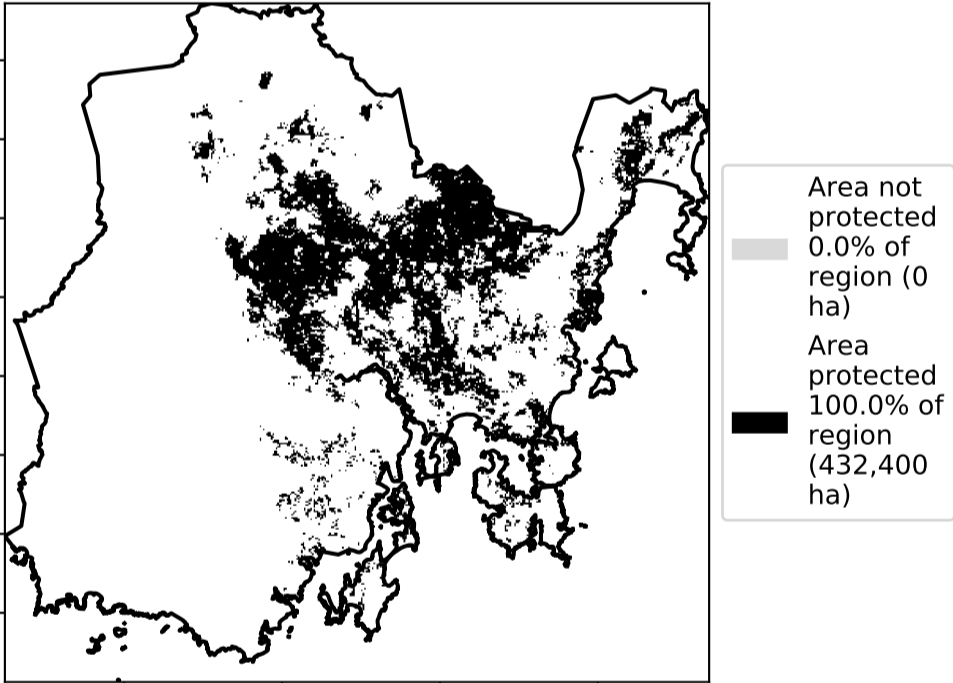 Area not
protected
0.0% of
region (0
ha)
Area
protected
100.0% of
region
(432,400
ha)